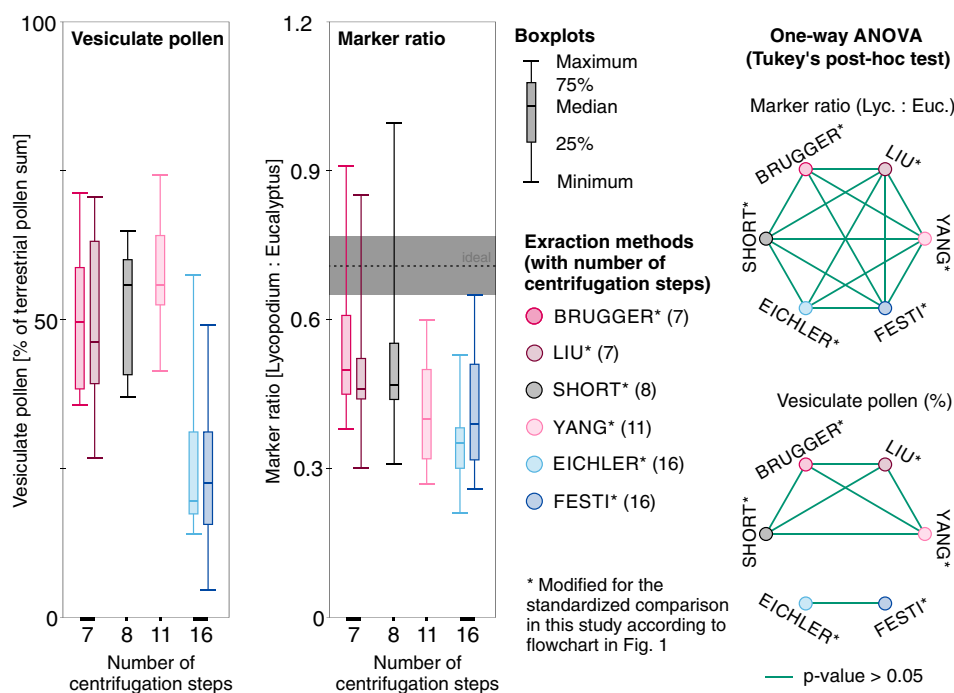 Vesiculate pollen [% of terrestrial pollen sum]
100
50
0
Vesiculate pollen
7 8 11 16
Number of
centrifugation steps
Marker ratio [Lycopodium : Eucalyptus]
1.2
0.9
0.6
0.3
0
Marker ratio
ideal
7 8 11 16
Number of
centrifugation steps
Boxplots
Maximum
75%
Median
25%
Minimum
Exraction methods
(with number of
centrifugation steps)
BRUGGER* (7)
LIU* (7)
SHORT* (8)
YANG* (11)
EICHLER* (16)
FESTI* (16)
* Modified for the
standardized comparison
in this study according to
flowchart in Fig. 1
One-way ANOVA
(Tukey's post-hoc test)
Marker ratio (Lyc. : Euc.)
BRUGGER*
LIU*
SHORT*
YANG*
EICHLER*
FESTI*
Vesiculate pollen (%)
BRUGGER*
LIU*
SHORT*
YANG*
EICHLER*
FESTI*
p-value > 0.05